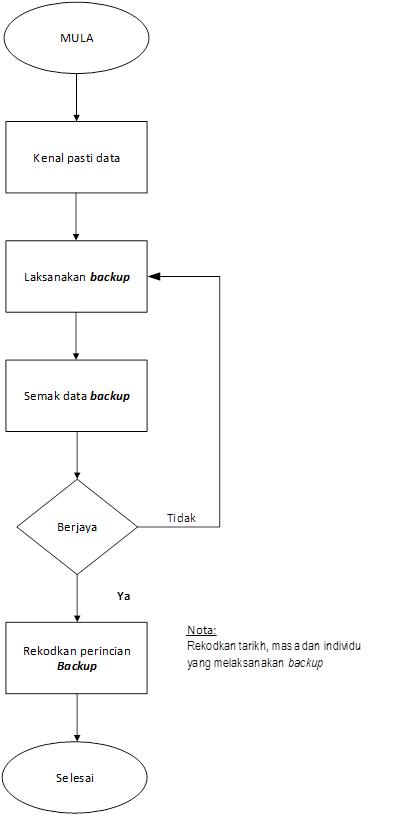 MULA
Kenal pasti data
Laksanakan backup
Semak data backup
Berjaya
Tidak
Ya
Rekodkan perincian
Backup
Nota:
Rekodkan tarikh, masa dan individu
yang melaksanakan backup
Selesai